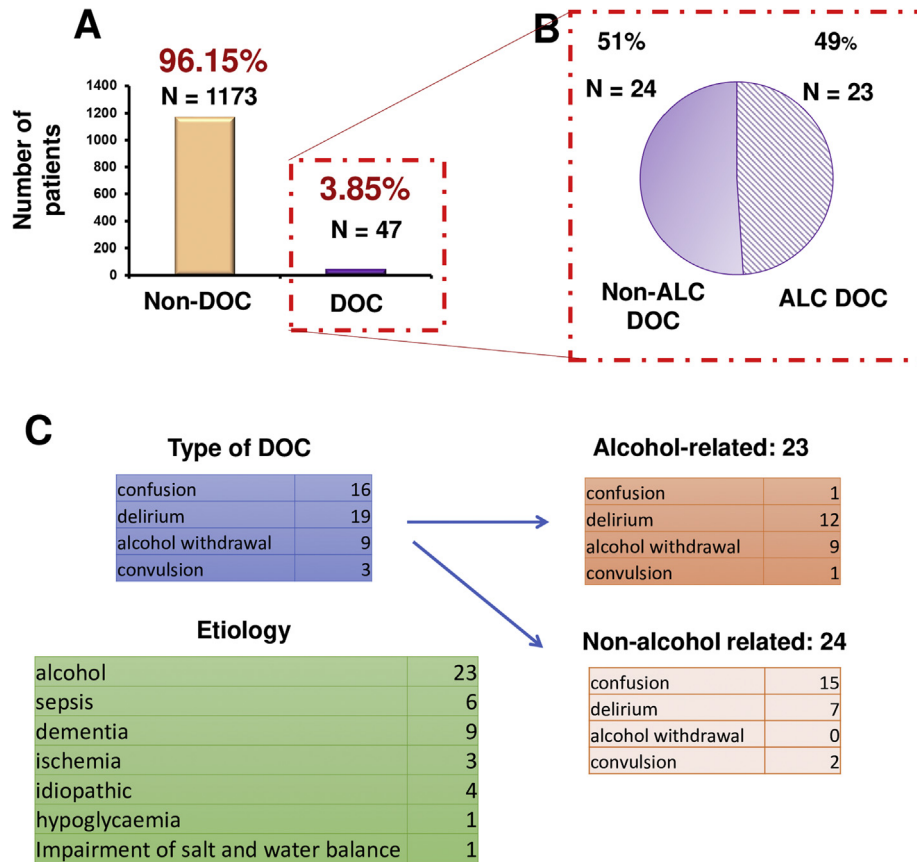 A
96.15%
N = 1173
Number of
patients
1400
1200
1000
800
600
400
200
0
Non-DOC
3.85%
N = 47
DOC
B
51%
49%
N = 24
N = 23
Non-ALC
DOC
ALC DOC
C
Type of DOC
confusion 16
delirium 19
alcohol withdrawal 9
convulsion 3
Alcohol-related: 23
confusion 1
delirium 12
alcohol withdrawal 9
convulsion 1
Etiology
alcohol 23
sepsis 6
dementia 9
ischemia 3
idiopathic 4
hypoglycaemia 1
Impairment of salt and water balance 1
Non-alcohol related: 24
confusion 15
delirium 7
alcohol withdrawal 0
convulsion 2